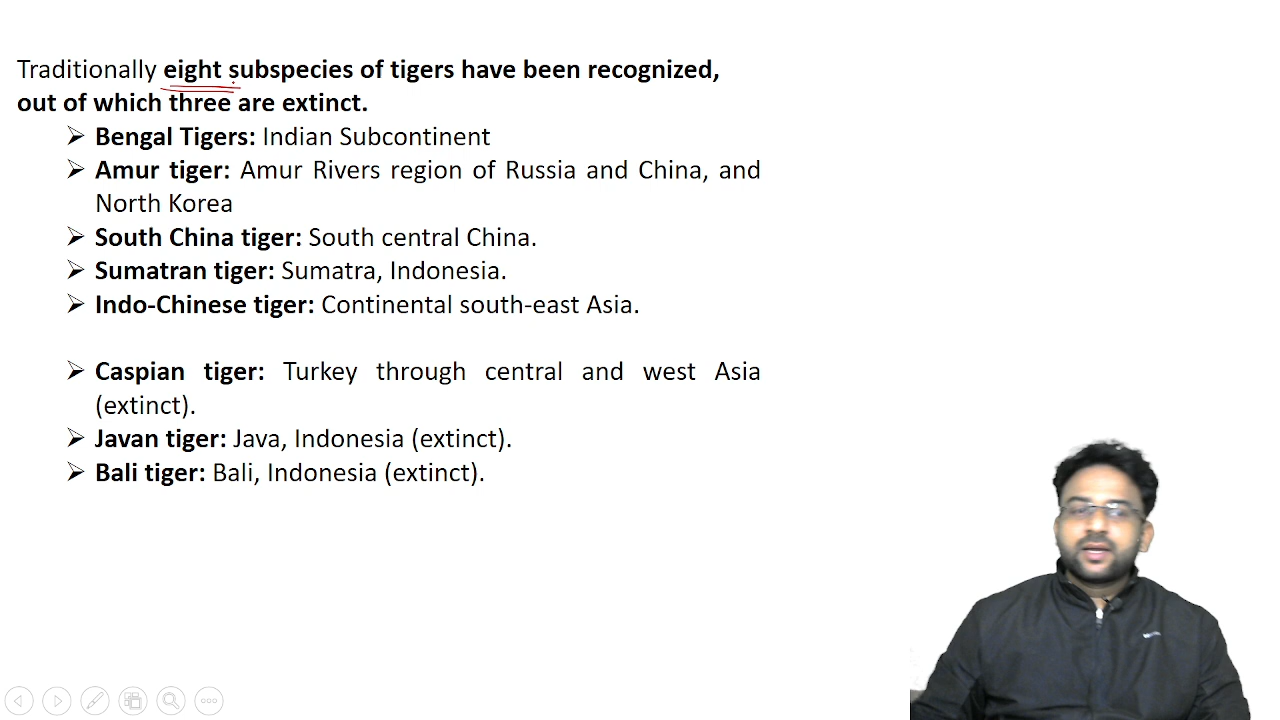 Traditionally eight subspecies of tigers have been recognized,
out of which three are extinct.
➢ Bengal Tigers: Indian Subcontinent
➢ Amur tiger: Amur Rivers region of Russia and China, and
North Korea
➢ South China tiger: South central China.
➢ Sumatran tiger: Sumatra, Indonesia.
➢ Indo-Chinese tiger: Continental south-east Asia.
➢ Caspian tiger: Turkey through central and west Asia
(extinct).
➢ Javan tiger: Java, Indonesia (extinct).
➢ Bali tiger: Bali, Indonesia (extinct).